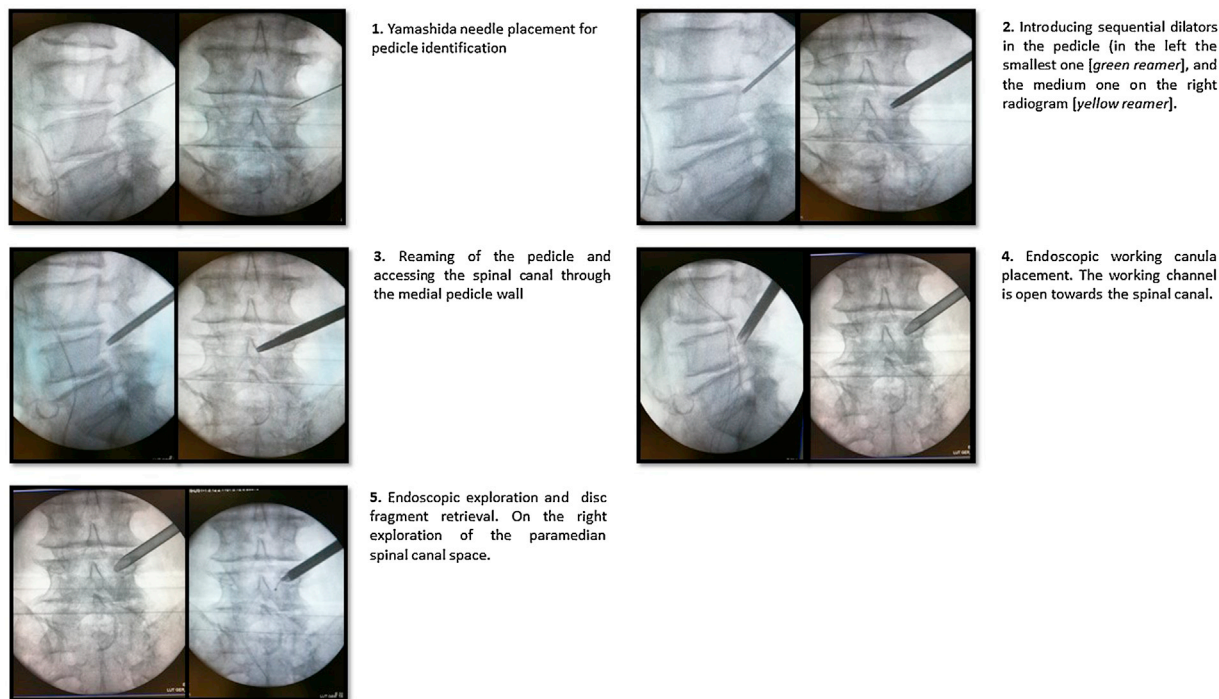 1. Yamashida needle placement for
pedicle identification
2. Introducing sequential dilators
in the pedicle (in the left the
smallest one [green reamer], and
the medium one on the right
radiogram [yellow reamer].
3. Reaming of the pedicle and
accessing the spinal canal through
the medial pedicle wall
4. Endoscopic working canula
placement. The working channel
is open towards the spinal canal.
5. Endoscopic exploration and disc
fragment retrieval. On the right
exploration of the paramedian
spinal canal space.